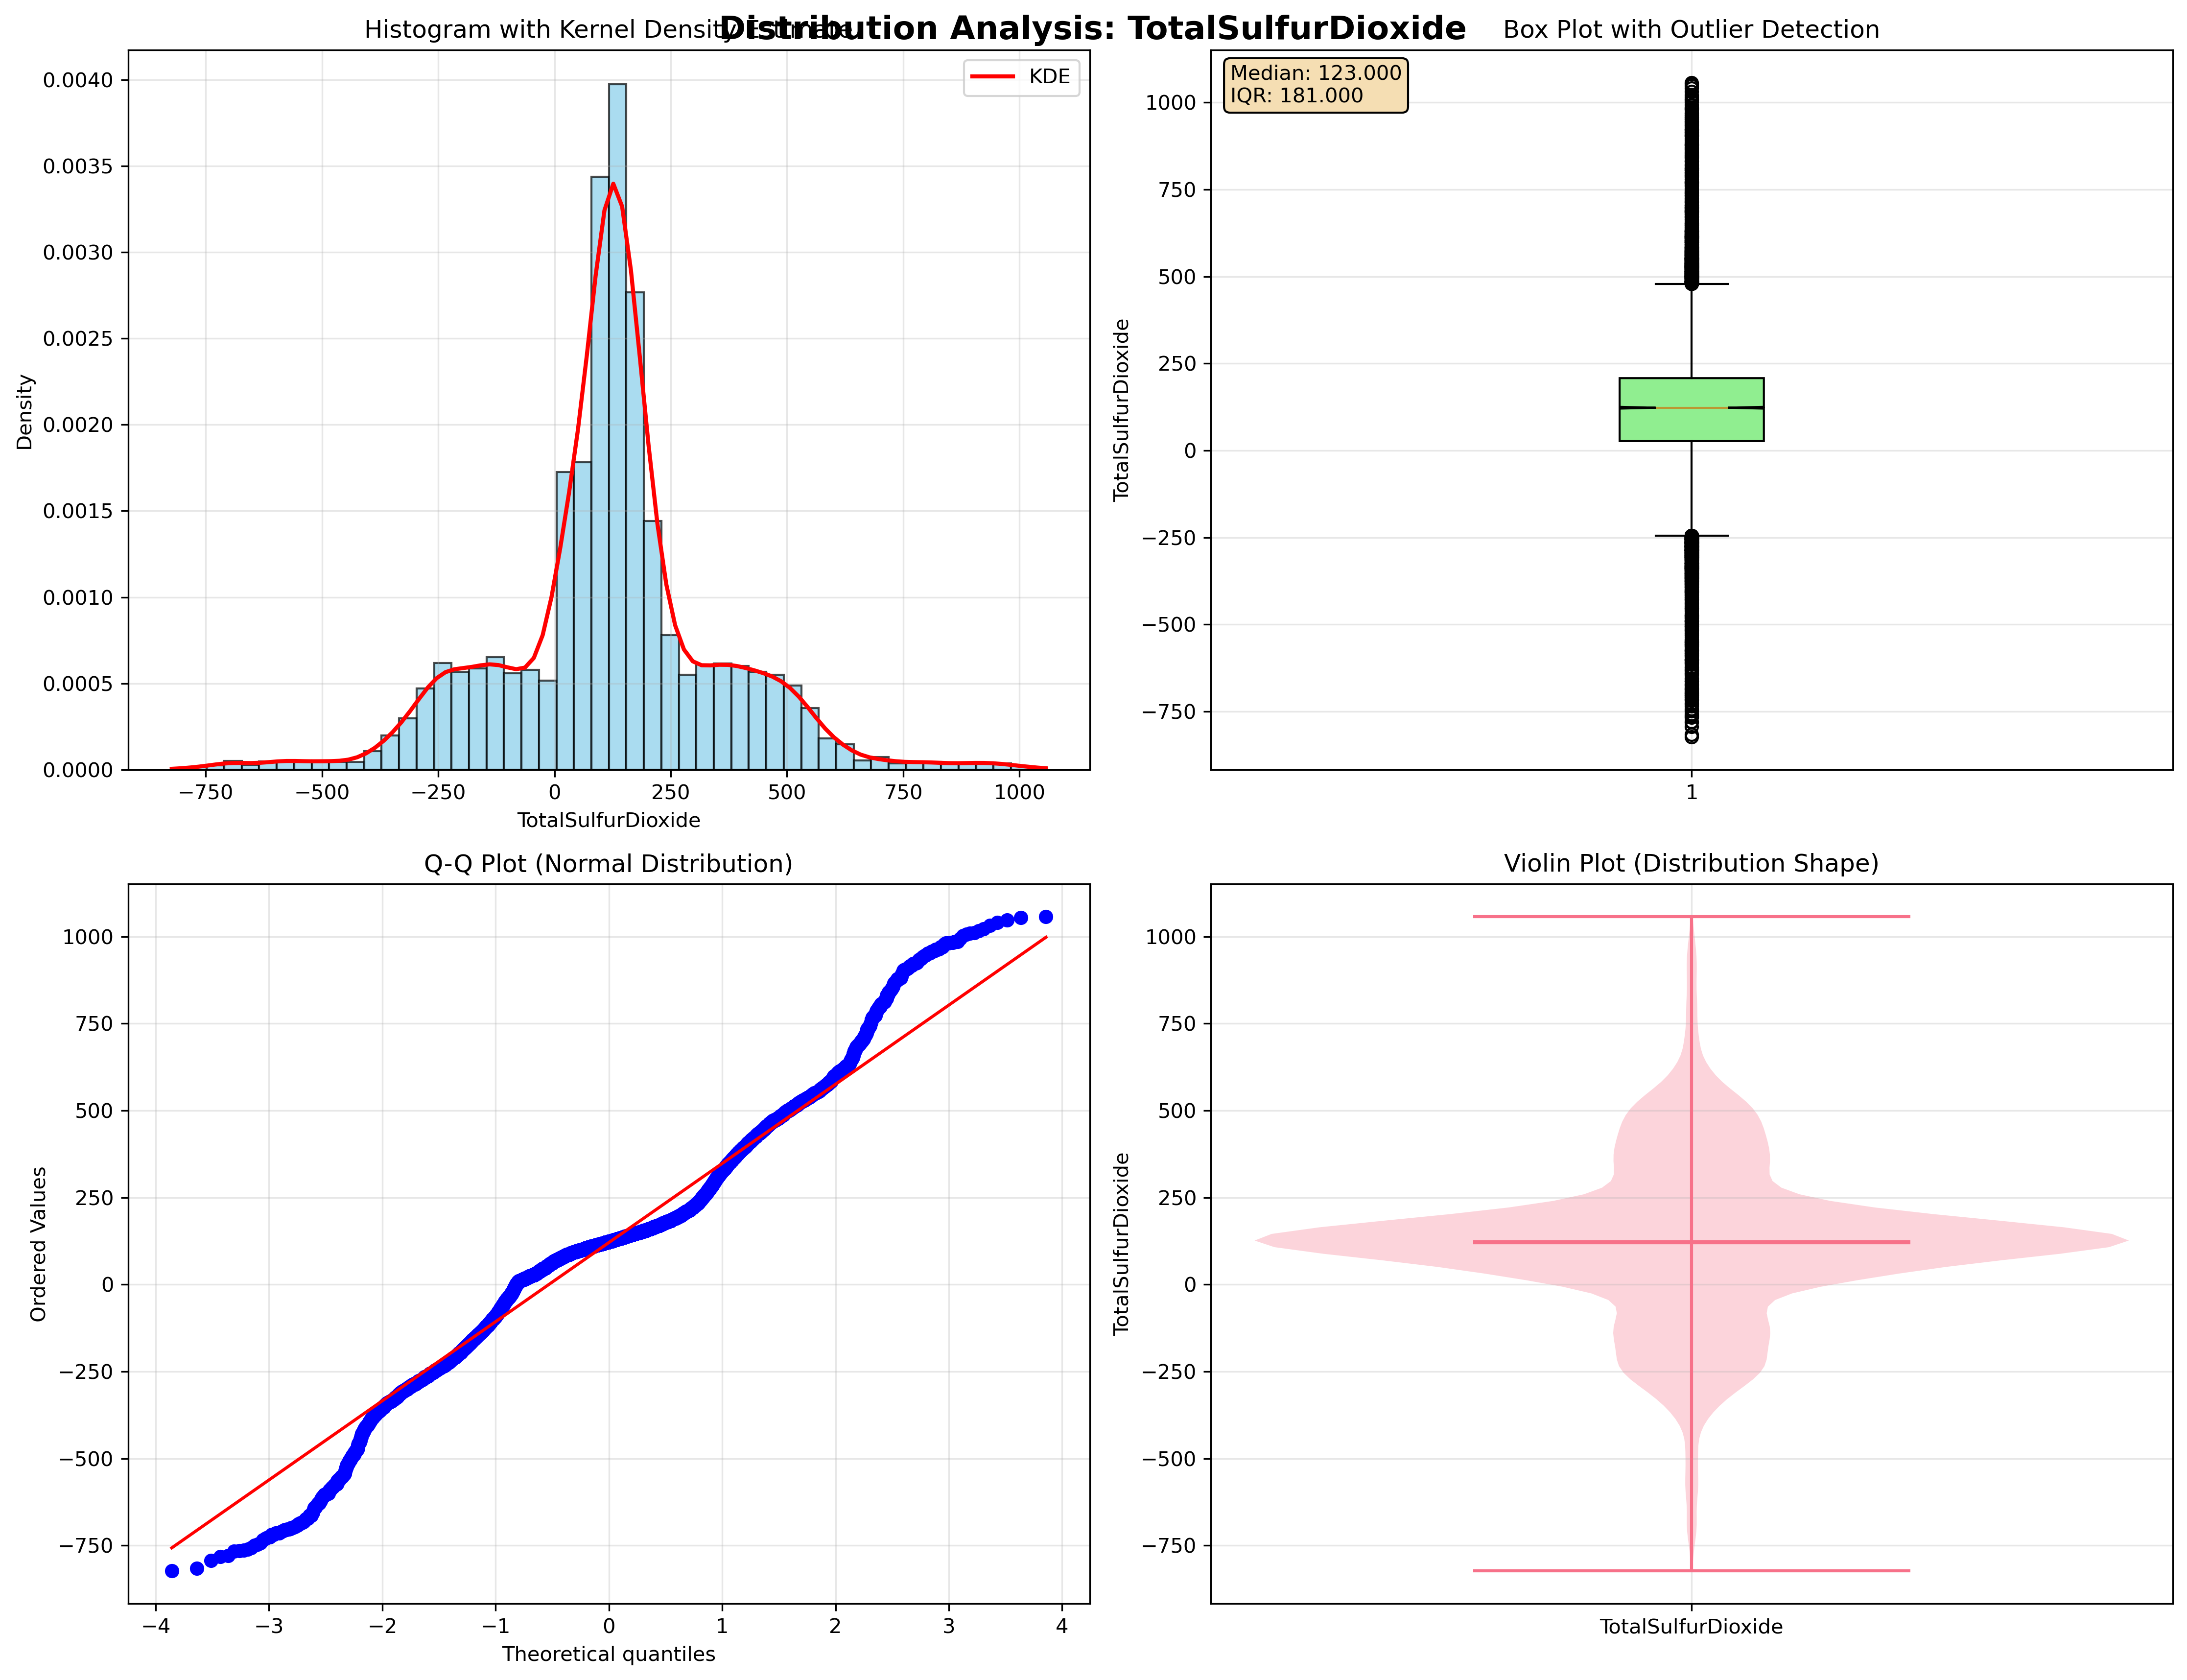 Distribution Analysis: TotalSulfurDioxide
Histogram with Kernel Density Estimate
KDE
0.0040
0.0035
0.0030
0.0025
0.0020
0.0015
0.0010
0.0005
0.0000
Density
−750 −500 −250 0 250 500 750 1000
TotalSulfurDioxide
Box Plot with Outlier Detection
Median: 123.000
IQR: 181.000
1000
750
500
250
0
−250
−500
−750
TotalSulfurDioxide
1
Q-Q Plot (Normal Distribution)
1000
750
500
250
0
−250
−500
−750
Ordered Values
−4 −3 −2 −1 0 1 2 3 4
Theoretical quantiles
Violin Plot (Distribution Shape)
1000
750
500
250
0
−250
−500
−750
TotalSulfurDioxide
TotalSulfurDioxide